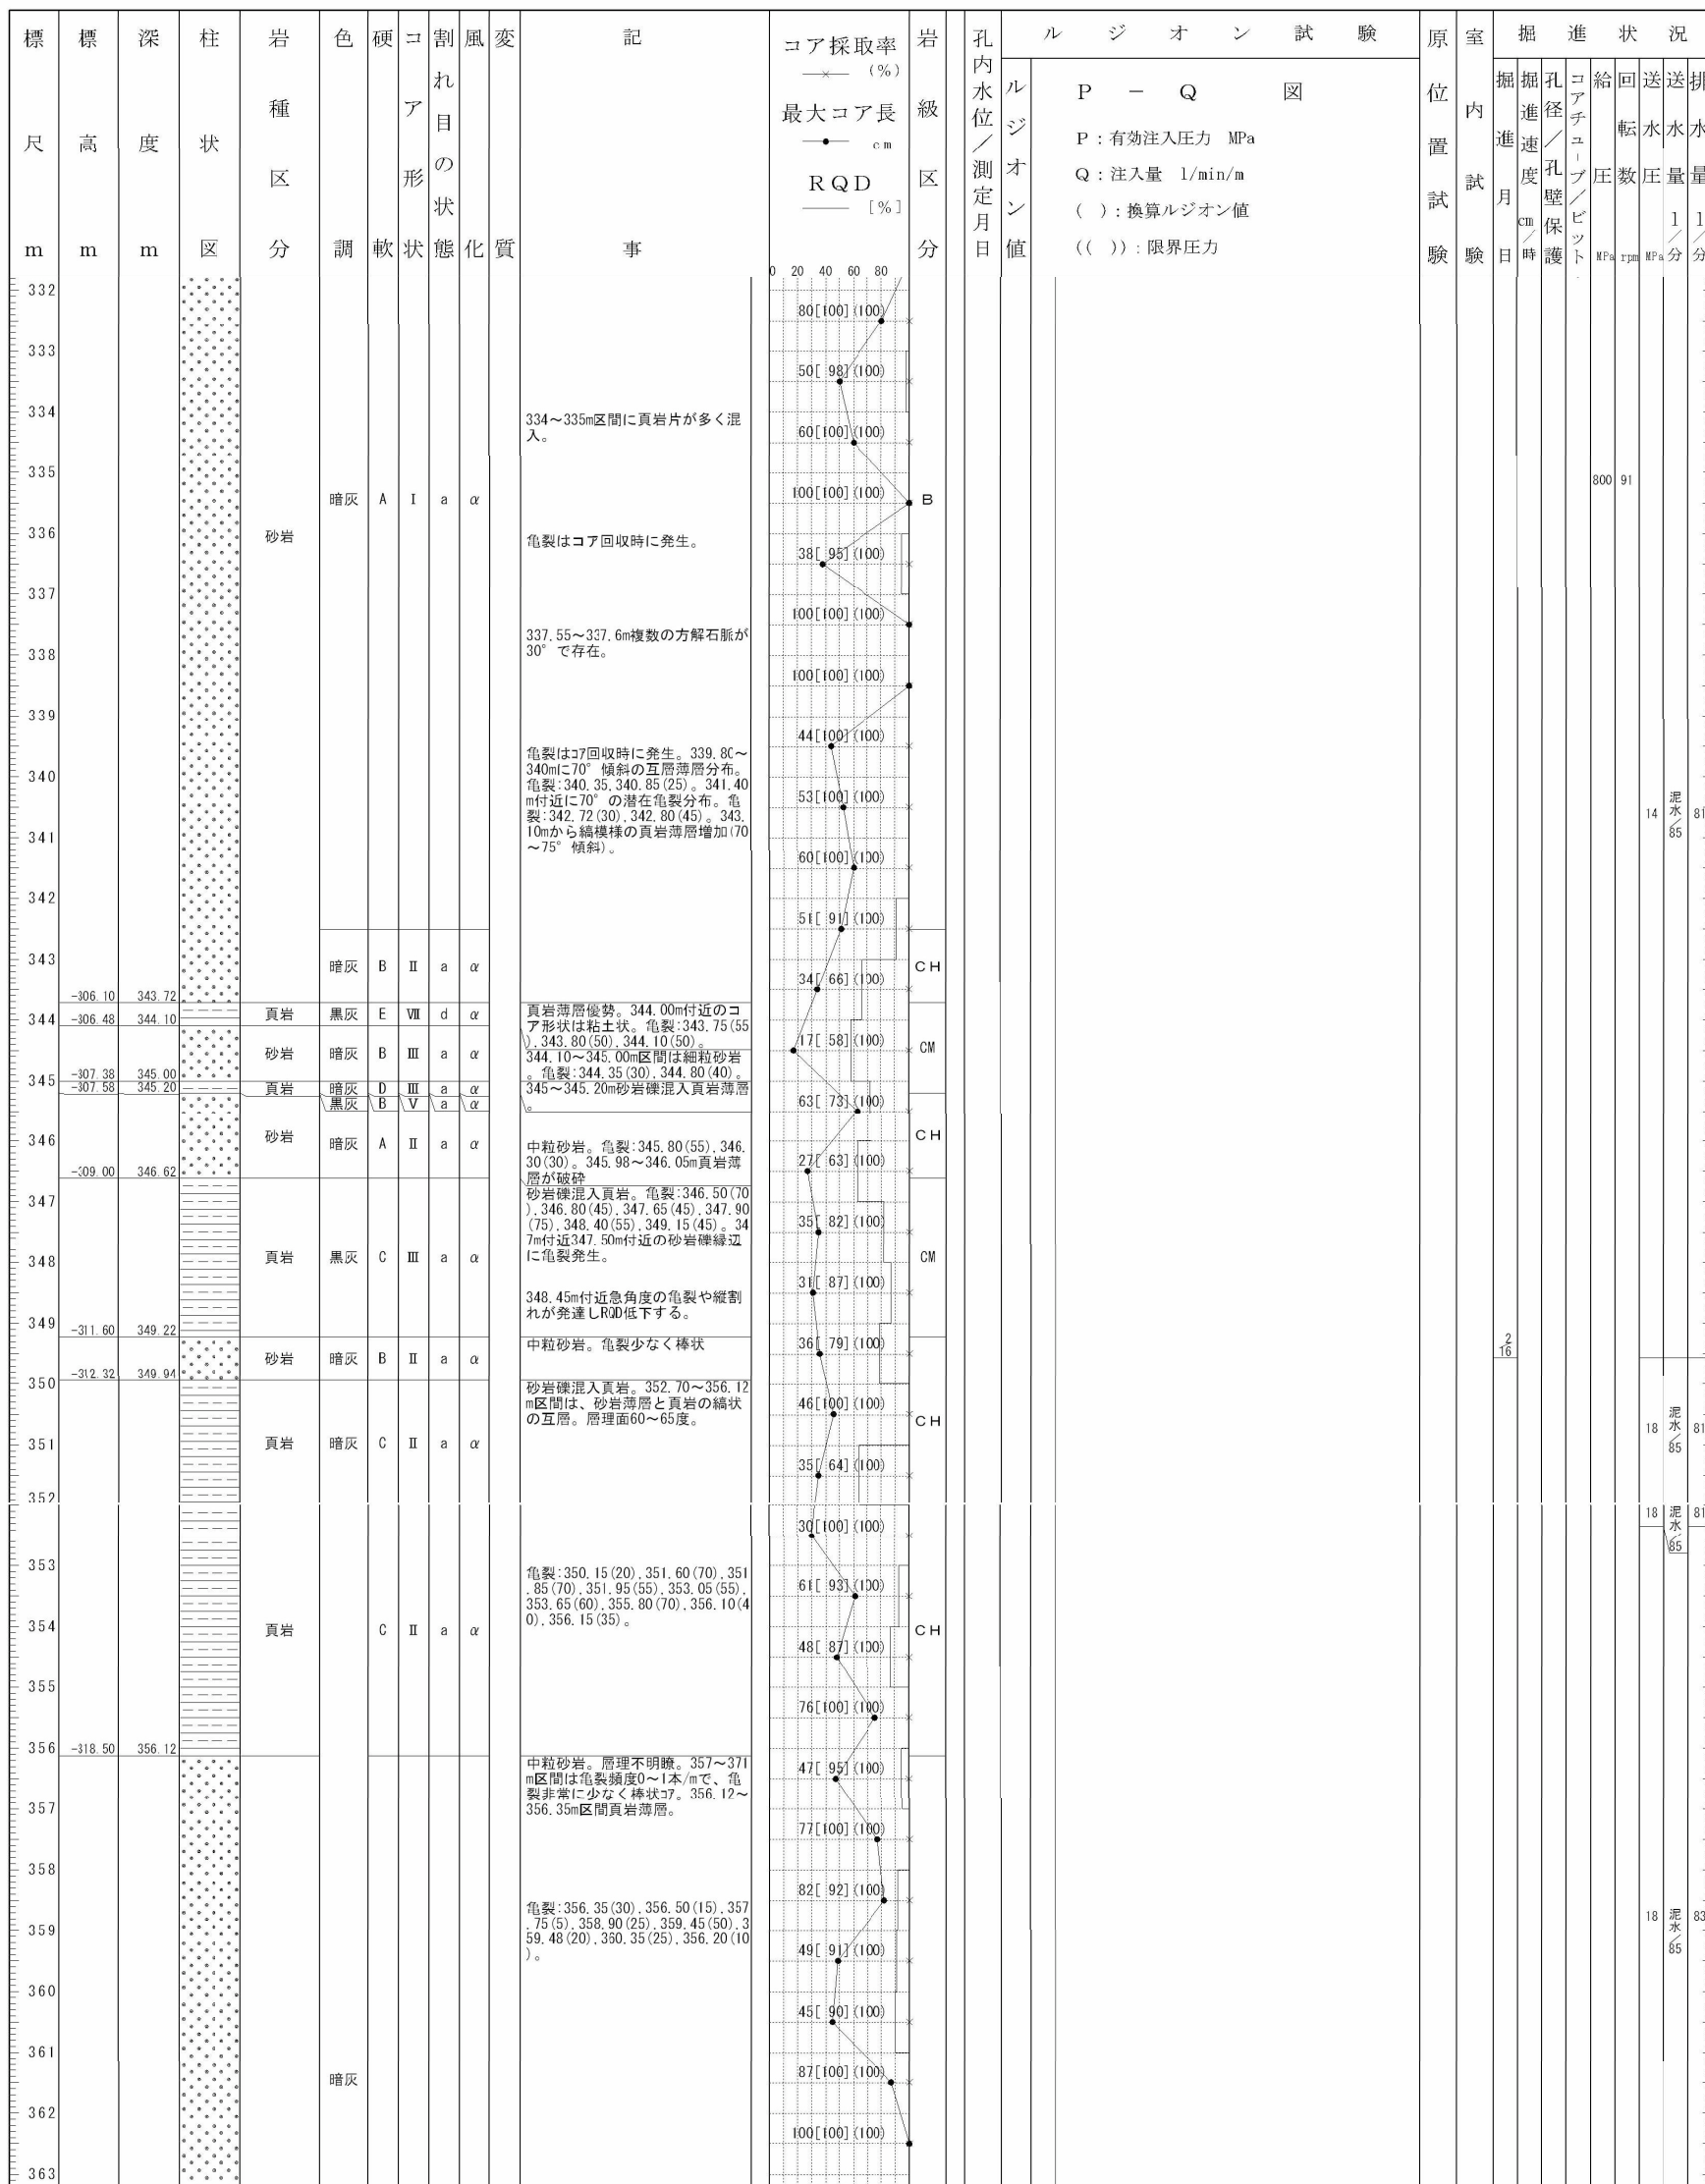 標尺m
標高m
深度m
柱状区
岩種区分
色調
硬軟
コア形状
割れ目の状態
風化
変質
記事
コア採取率
(%)
最大コア長
cm
RQD
[%]
岩級区分
孔内水位/測定月日
ルジオン試験
ルジオン値
P － Q 図
P：有効注入圧力 MPa
Q：注入量 l/min/m
( )：換算ルジオン値
(( ))：限界圧力
原位置試験
室内試験
掘進状況
掘進月日
掘進速度cm/時
孔径/孔壁保護
コアチューブ/ビット
給圧MPa
回転数rpm
送水圧MPa
送水量l/分
排水量l/分
0 20 40 60 80
332
80[100](100)
333
50[ 98](100)
334
334～335m区間に頁岩片が多く混
入。
60[100](100)
335
800 91
暗灰 A Ⅰ a α
100[100](100)
B
336
砂岩
亀裂はコア回収時に発生。
38[ 95](100)
337
100[100](100)
337.55～337.6m複数の方解石脈が
30°で存在。
338
100[100](100)
339
44[100](100)
亀裂はコア回収時に発生。339.80～
340mに70°傾斜の互層薄層分布。
亀裂:340.35,340.85(25)。341.40
m付近に70°の潜在亀裂分布。亀
裂:342.72(30),342.80(45)。343.
10mから縞模様の頁岩薄層増加(70
～75°傾斜)。
340
53[100](100)
14 泥水/85 81
341
60[100](100)
342
51[ 91](100)
343
暗灰 B Ⅱ a α
CH
34[ 66](100)
-306.10 343.72
344
-306.48 344.10
頁岩 黒灰 E Ⅶ d α
頁岩薄層優勢。344.00m付近のコ
ア形状は粘土状。亀裂:343.75(55
),343.80(50),344.10(50)。
17[ 58](100)
砂岩 暗灰 B Ⅲ a α
CM
344.10～345.00m区間は細粒砂岩
。亀裂:344.35(30),344.80(40)。
-307.38 345.00
345
-307.58 345.20
頁岩 暗灰 D Ⅲ a α
345～345.20m砂岩礫混入頁岩薄層
。
黒灰 B Ⅴ a α
63[ 73](100)
346
砂岩
暗灰 A Ⅱ a α
CH
中粒砂岩。亀裂:345.80(55),346.
30(30)。345.98～346.05m頁岩薄
層が破砕
27[ 63](100)
-309.00 346.62
347
砂岩礫混入頁岩。亀裂:346.50(70
),346.80(45),347.65(45),347.90
(75),348.40(55),349.15(45)。34
7m付近347.50m付近の砂岩礫縁辺
に亀裂発生。
35[ 82](100)
348
頁岩 黒灰 C Ⅲ a α
CM
31[ 87](100)
348.45m付近急角度の亀裂や縦割
れが発達しRQD低下する。
349
-311.60 349.22
中粒砂岩。亀裂少なく棒状
36[ 79](100)
2
16
砂岩 暗灰 B Ⅱ a α
-312.32 349.94
350
砂岩礫混入頁岩。352.70～356.12
m区間は、砂岩薄層と頁岩の縞状
の互層。層理面60～65度。
46[100](100)
CH
18 泥水/85 81
351
頁岩 暗灰 C Ⅱ a α
35[ 64](100)
352
30[100](100)
18 泥水/85 81
353
亀裂:350.15(20),351.60(70),351
.85(70),351.95(55),353.05(55),
353.65(60),355.80(70),356.10(4
0),356.15(35)。
61[ 93](100)
354
頁岩 C Ⅱ a α
CH
48[ 87](100)
355
76[100](100)
356
-318.50 356.12
中粒砂岩。層理不明瞭。357～371
m区間は亀裂頻度0～1本/mで、亀
裂非常に少なく棒状コア。356.12～
356.35m区間頁岩薄層。
47[ 95](100)
357
77[100](100)
358
82[ 92](100)
亀裂:356.35(30),356.50(15),357
.75(5),358.90(25),359.45(50),3
59.48(20),360.35(25),356.20(10
)。
359
18 泥水/85 83
49[ 91](100)
360
45[ 90](100)
361
87[100](100)
暗灰
362
100[100](100)
363